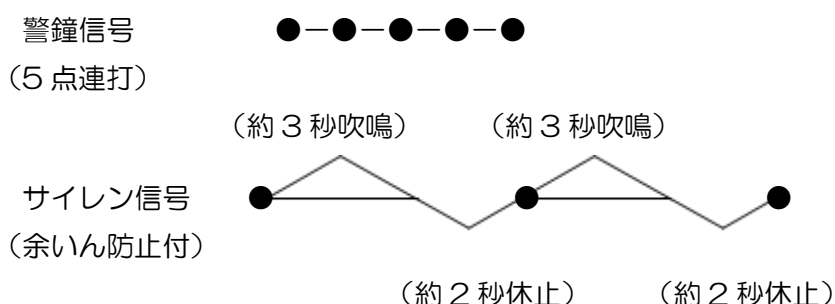 警鐘信号
●－●－●－●－●
（5点連打）
（約3秒吹鳴） （約3秒吹鳴）
サイレン信号
（余いん防止付）
（約2秒休止） （約2秒休止）